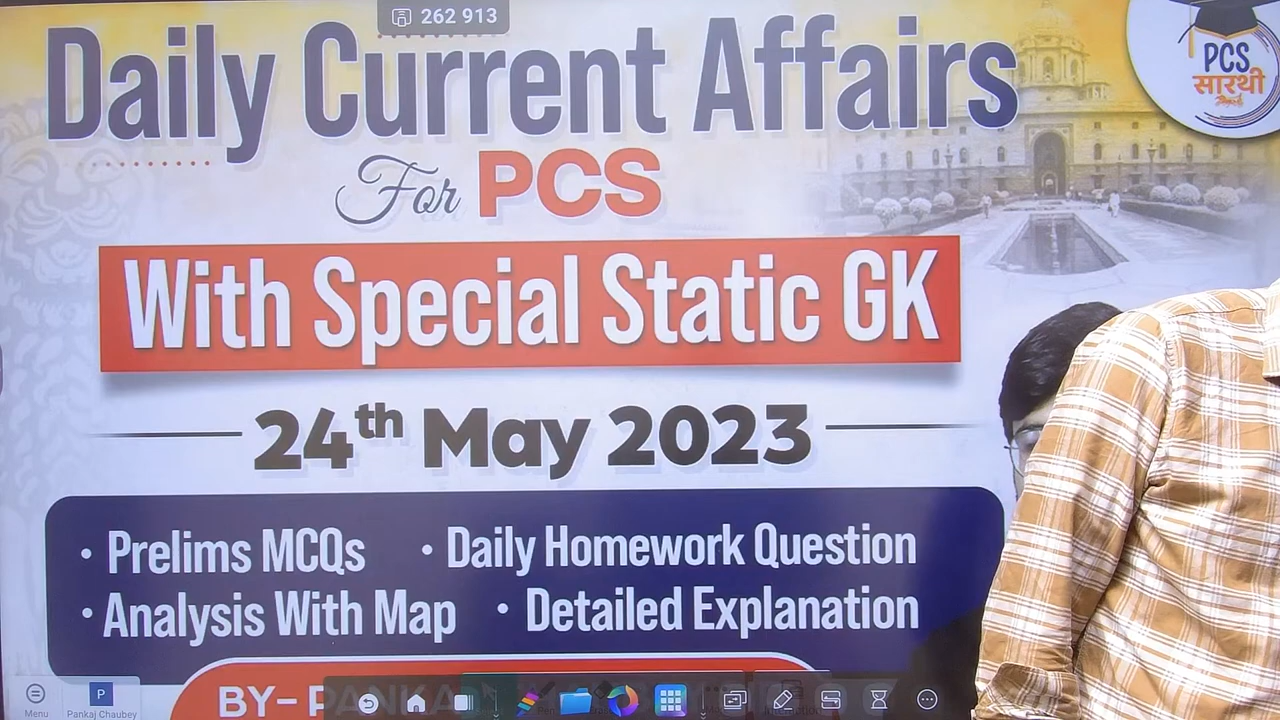 262 913
Daily Current Affairs
PCS
सारथी
For PCS
With Special Static GK
24th May 2023
• Prelims MCQs • Daily Homework Question
• Analysis With Map • Detailed Explanation
BY- PANKA
Menu
P
Pankaj Chaubey